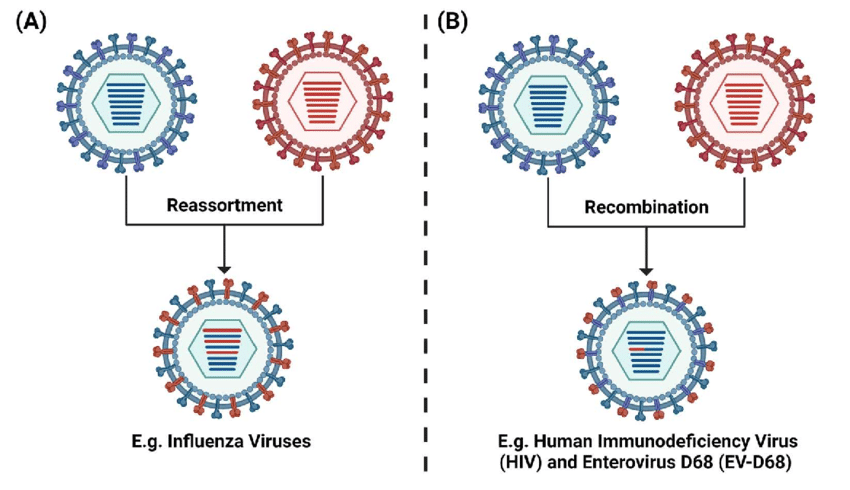 (A)
Reassortment
E.g. Influenza Viruses
(B)
Recombination
E.g. Human Immunodeficiency Virus
(HIV) and Enterovirus D68 (EV-D68)